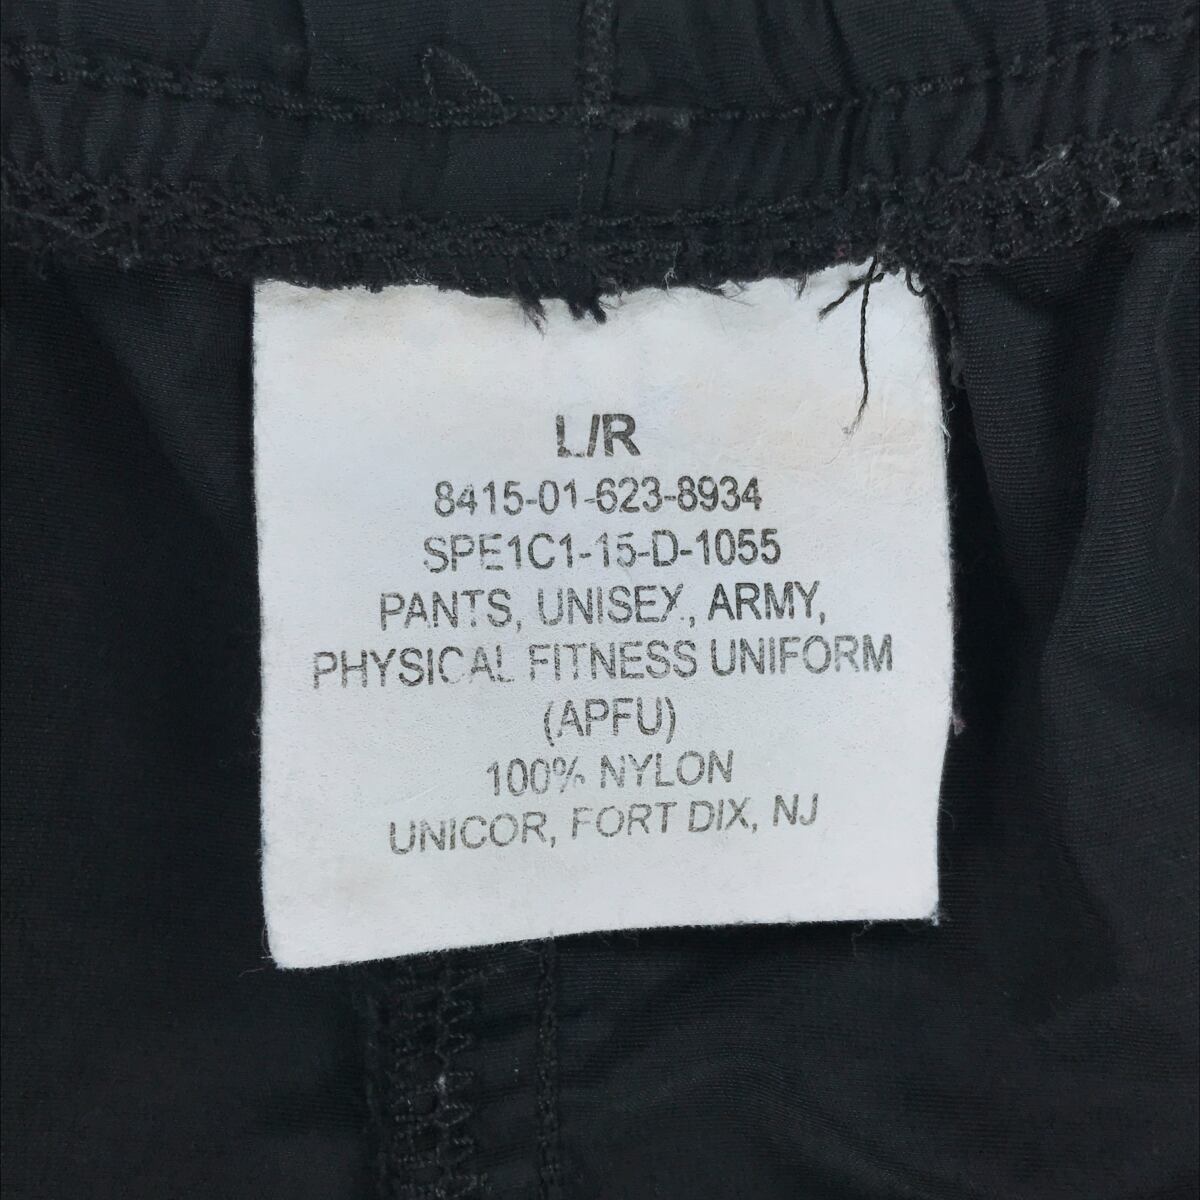 L/R
8415-01-623-8934
SPE1C1-15-D-1055
PANTS, UNISEX, ARMY,
PHYSICAL FITNESS UNIFORM
(APFU)
100% NYLON
UNICOR, FORT DIX, NJ